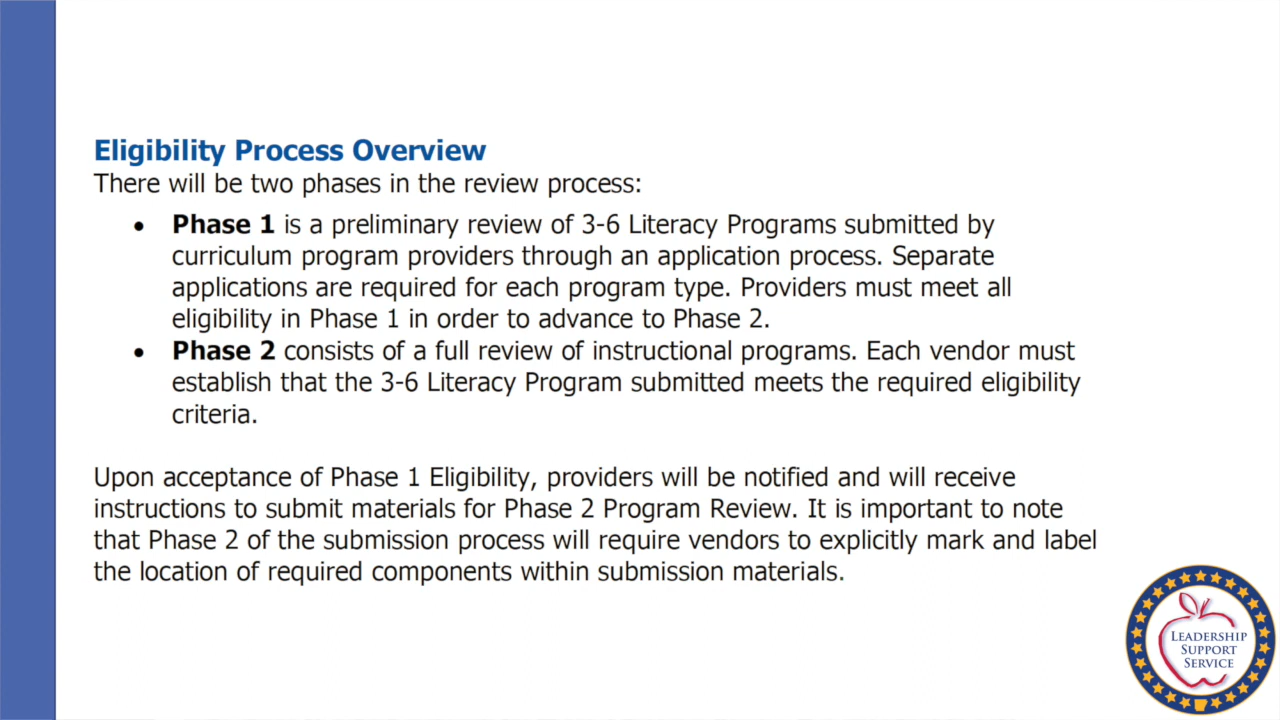 Eligibility Process Overview
There will be two phases in the review process:
• Phase 1 is a preliminary review of 3-6 Literacy Programs submitted by
curriculum program providers through an application process. Separate
applications are required for each program type. Providers must meet all
eligibility in Phase 1 in order to advance to Phase 2.
• Phase 2 consists of a full review of instructional programs. Each vendor must
establish that the 3-6 Literacy Program submitted meets the required eligibility
criteria.
Upon acceptance of Phase 1 Eligibility, providers will be notified and will receive
instructions to submit materials for Phase 2 Program Review. It is important to note
that Phase 2 of the submission process will require vendors to explicitly mark and label
the location of required components within submission materials.
LEADERSHIP
SUPPORT
SERVICE